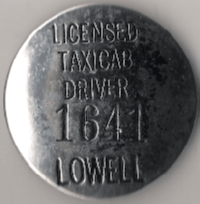 LICENSED
TAXICAB
DRIVER
1641
LOWELL